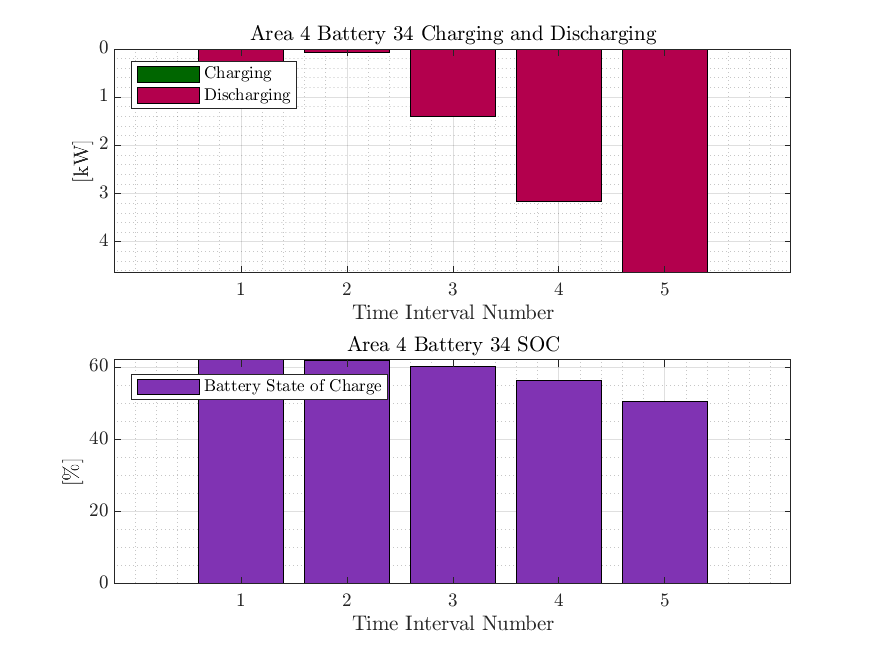 Area 4 Battery 34 Charging and Discharging
0
1
2
3
4
[kW]
Charging
Discharging
1 2 3 4 5
Time Interval Number
Area 4 Battery 34 SOC
60
40
20
0
[%]
Battery State of Charge
1 2 3 4 5
Time Interval Number